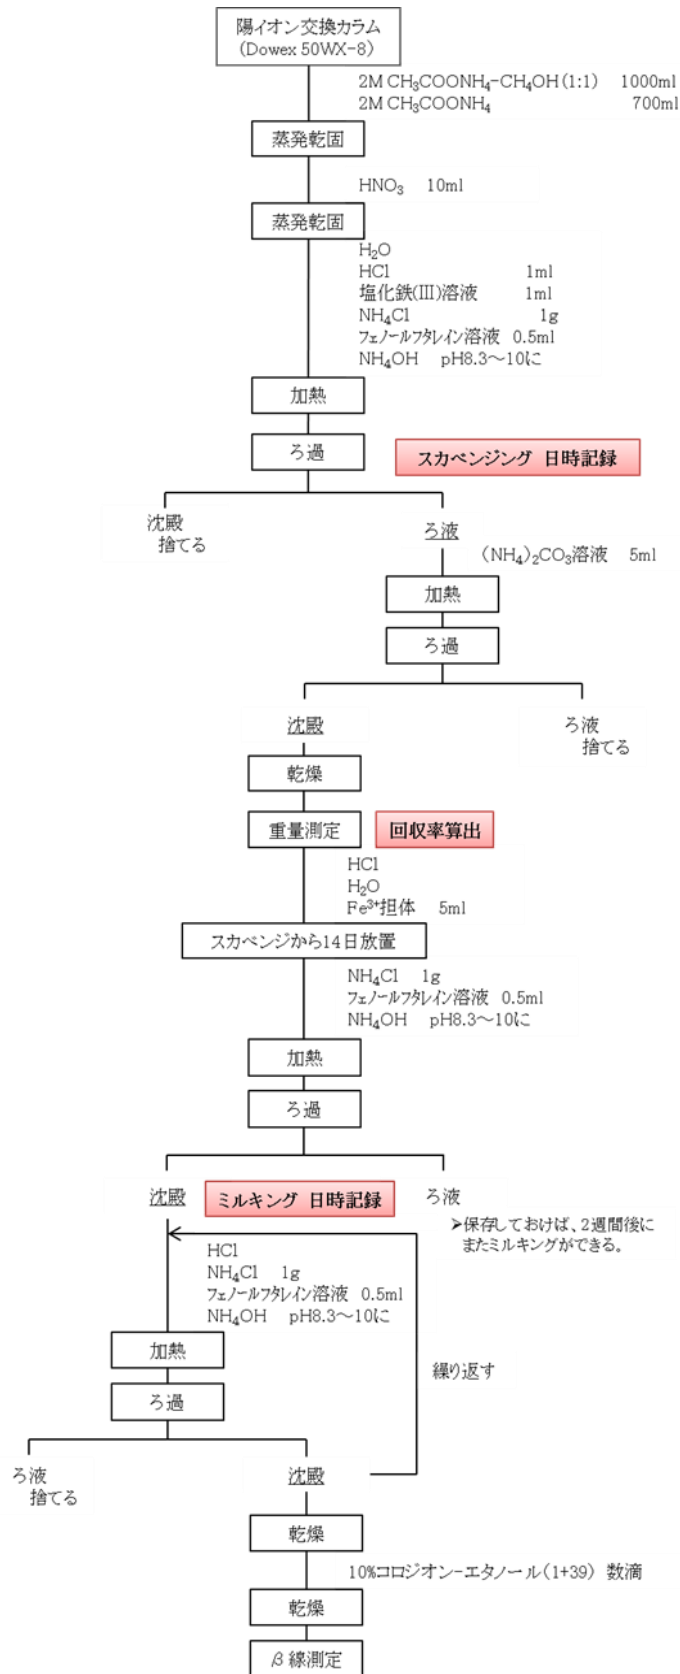 陽イオン交換カラム
(Dowex 50WX-8)
2M CH₃COONH₄-CH₄OH(1:1) 1000ml
2M CH₃COONH₄ 700ml
蒸発乾固
HNO₃ 10ml
蒸発乾固
H₂O
HCl 1ml
塩化鉄(III)溶液 1ml
NH₄Cl 1g
フェノールフタレイン溶液 0.5ml
NH₄OH pH8.3～10に
加熱
ろ過
スカベンジング 日時記録
沈殿
捨てる
ろ液
(NH₄)₂CO₃溶液 5ml
加熱
ろ過
沈殿
ろ液
捨てる
乾燥
重量測定
回収率算出
HCl
H₂O
Fe³⁺担体 5ml
スカベンジから14日放置
NH₄Cl 1g
フェノールフタレイン溶液 0.5ml
NH₄OH pH8.3～10に
加熱
ろ過
沈殿
ミルキング 日時記録
ろ液
➢保存しておけば、2週間後に
またミルキングができる。
HCl
NH₄Cl 1g
フェノールフタレイン溶液 0.5ml
NH₄OH pH8.3～10に
加熱
繰り返す
ろ過
ろ液
捨てる
沈殿
乾燥
10%コロジオン-エタノール(1+39) 数滴
乾燥
β線測定